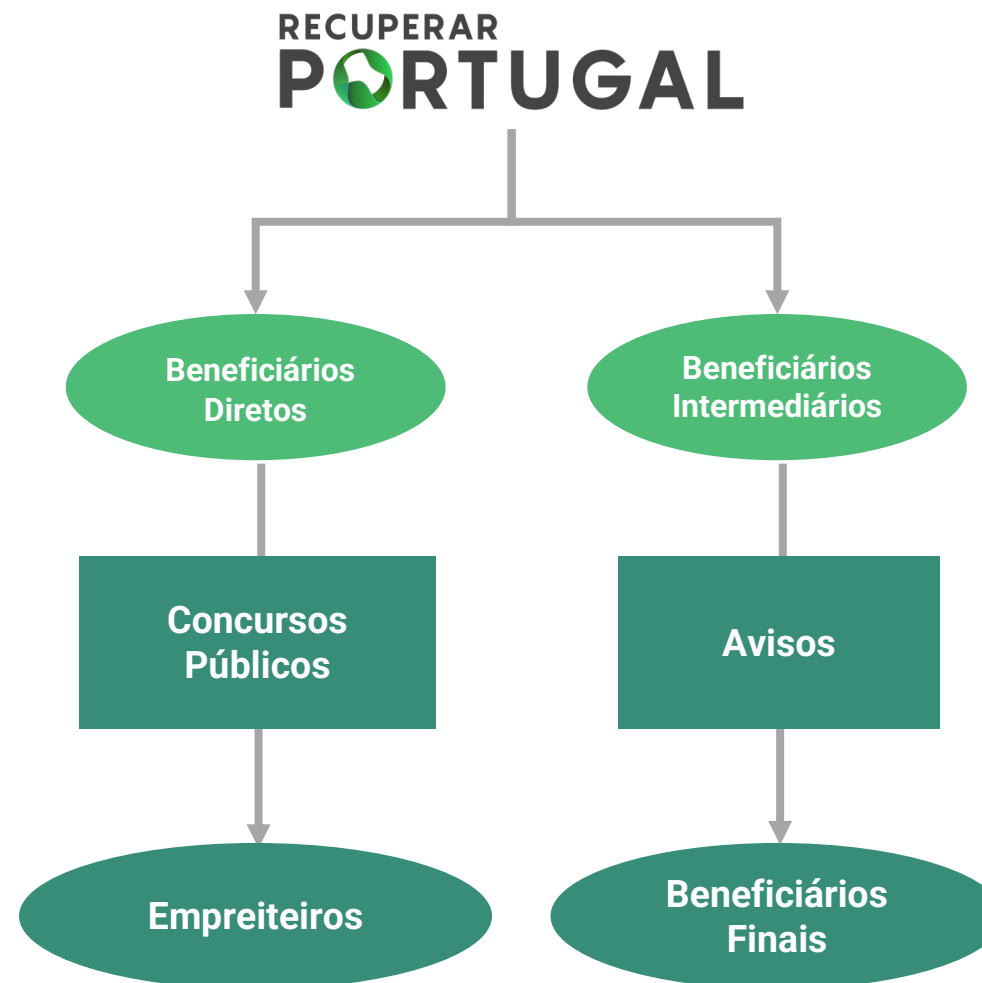 RECUPERAR
PORTUGAL
Beneficiários
Diretos
Beneficiários
Intermediários
Concursos
Públicos
Avisos
Empreiteiros
Beneficiários
Finais